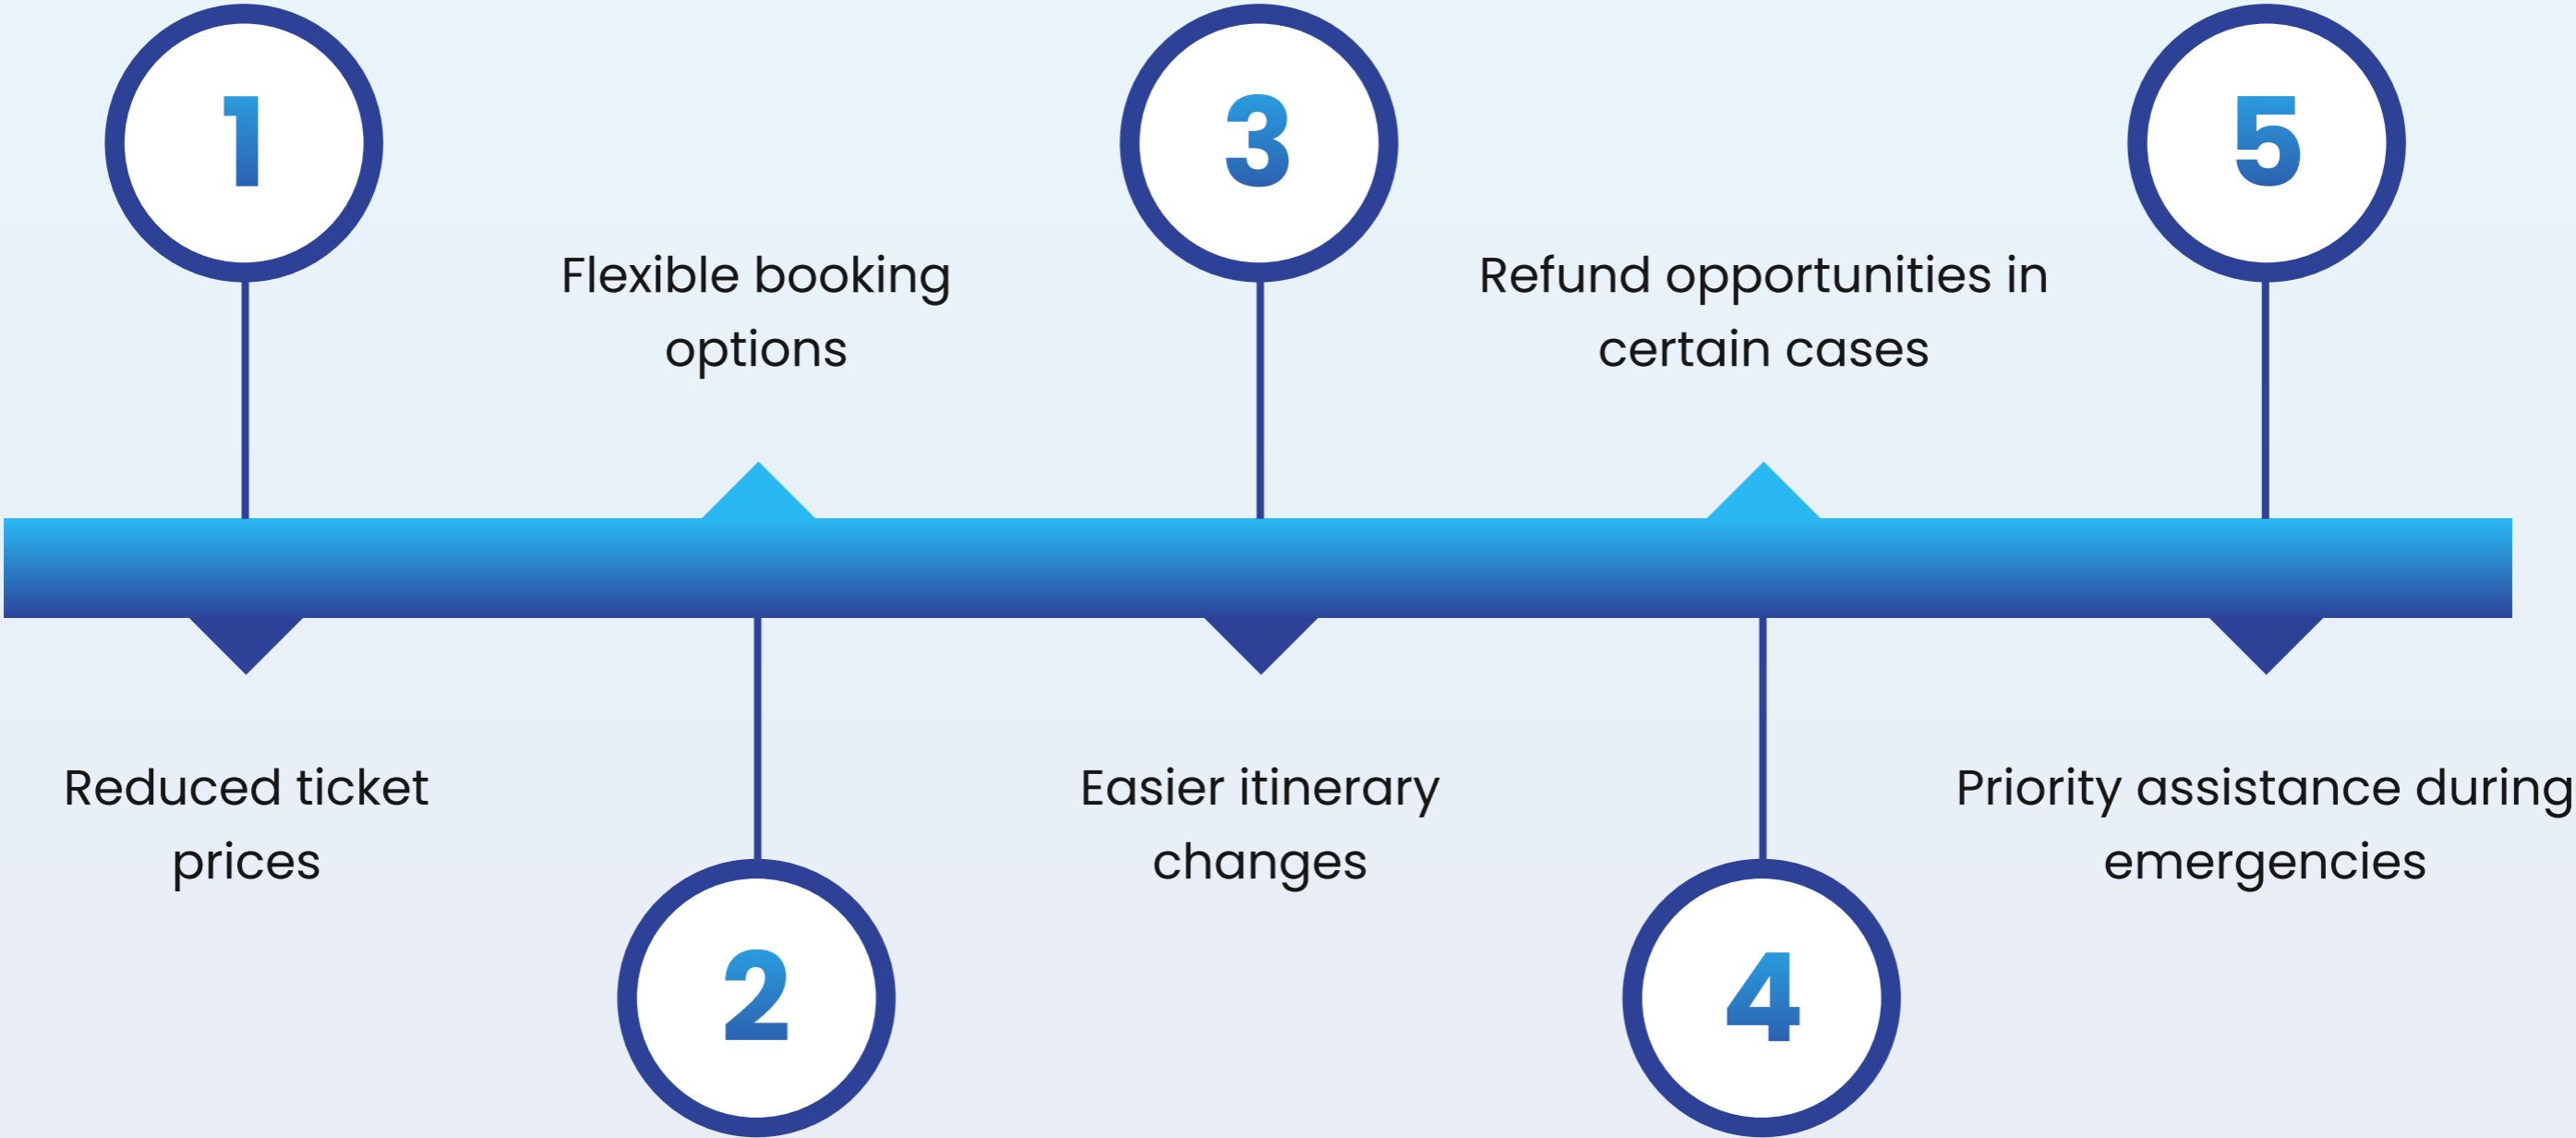 1
Reduced ticket
prices
2
Flexible booking
options
3
Easier itinerary
changes
4
Refund opportunities in
certain cases
5
Priority assistance during
emergencies